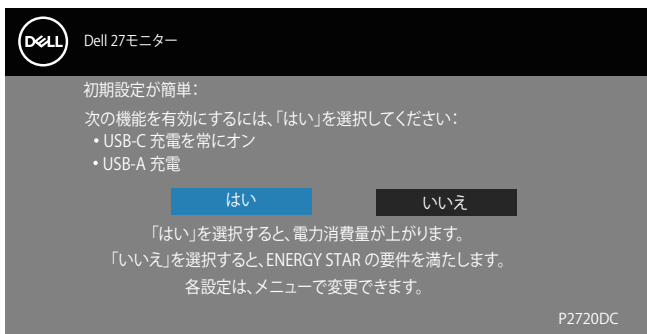 DELL
Dell 27モニター
初期設定が簡単：
次の機能を有効にするには、「はい」を選択してください：
• USB-C 充電を常にオン
• USB-A 充電
はい
いいえ
「はい」を選択すると、電力消費量が上がります。
「いいえ」を選択すると、ENERGY STAR の要件を満たします。
各設定は、メニューで変更できます。
P2720DC